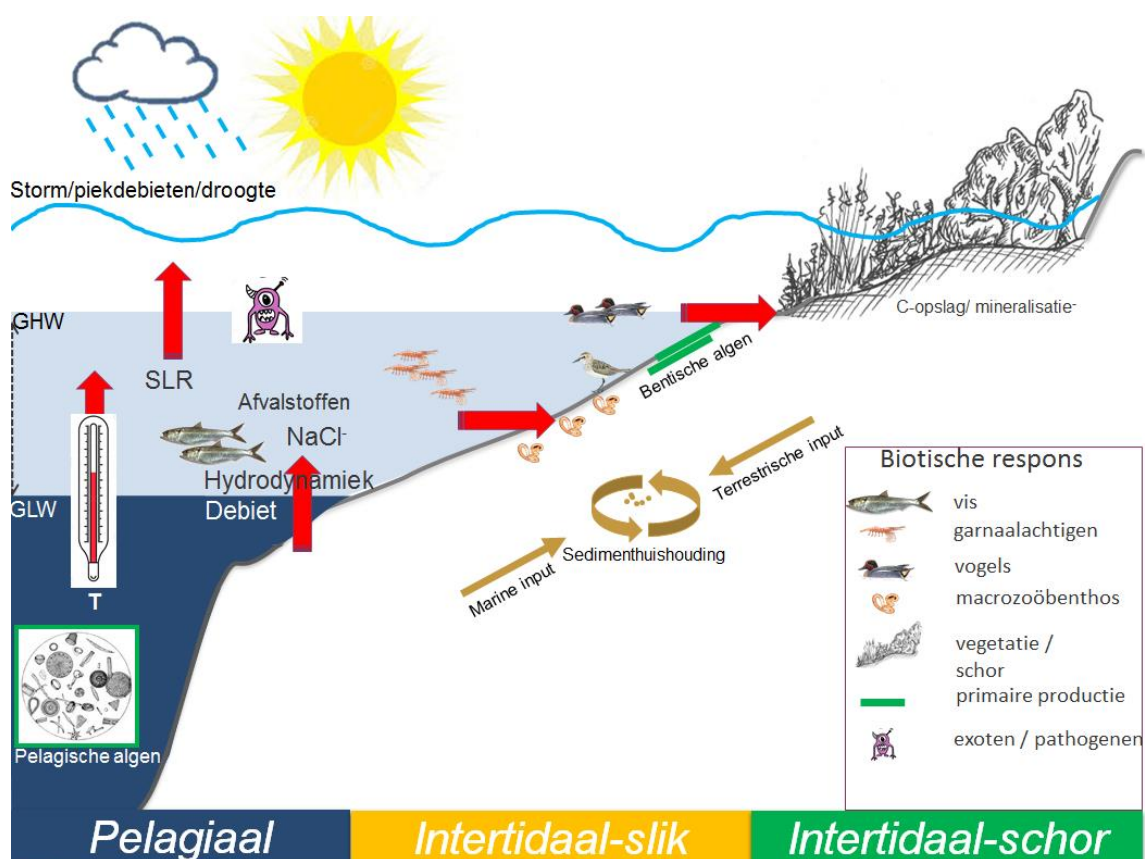 Storm/piekdebieten/droogte
GHW
C-opslag/ mineralisatie-
SLR
Bentische algen
Afvalstoffen
NaCl-
Hydrodynamiek
GLW
Debiet
Terrestrische input
Sedimenthuishouding
Marine input
T
Pelagische algen
Biotische respons
vis
garnaalachtigen
vogels
macrozoöbenthos
vegetatie /
schor
primaire productie
exoten / pathogenen
Pelagiaal
Intertidaal-slik
Intertidaal-schor